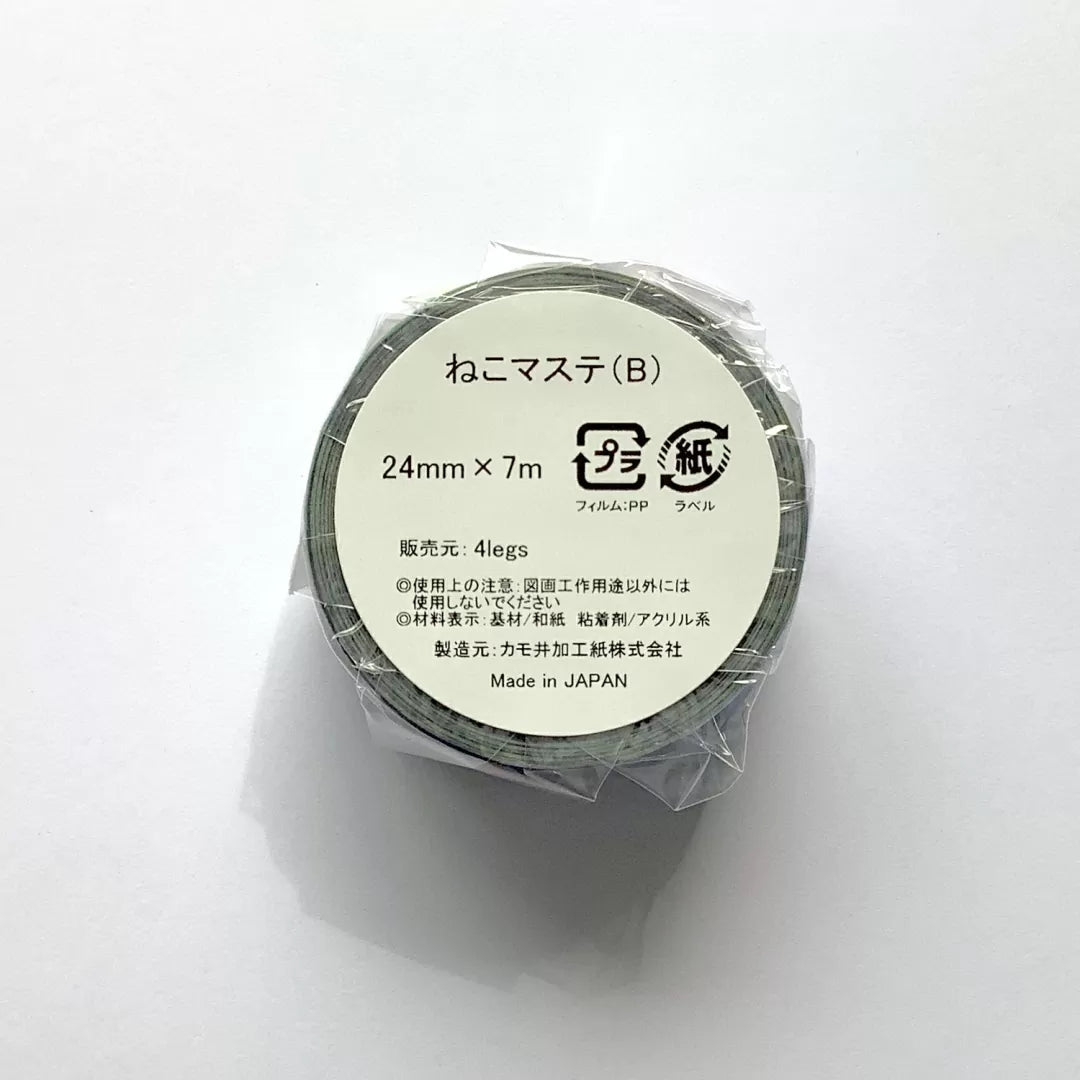 ねこマステ(B)
24mm×7m
プラ
紙
フィルム:PP
ラベル
販売元: 4legs
◎使用上の注意:図画工作用途以外には
使用しないでください
◎材料表示:基材/和紙 粘着剤/アクリル系
製造元:カモ井加工紙株式会社
Made in JAPAN